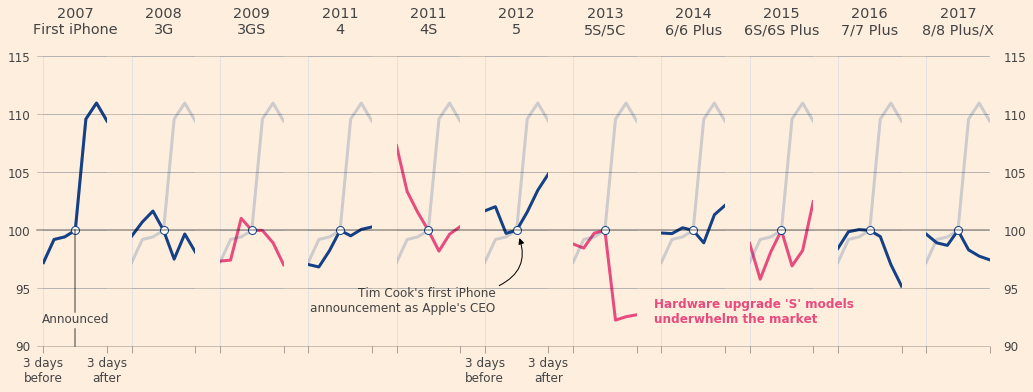 2007 2008 2009 2011 2011 2012 2013 2014 2015 2016 2017
First iPhone 3G 3GS 4 4S 5 5S/5C 6/6 Plus 6S/6S Plus 7/7 Plus 8/8 Plus/X
115 115
110 110
105 105
100 100
95 95
Tim Cook's first iPhone
announcement as Apple's CEO
Hardware upgrade 'S' models
underwhelm the market
Announced
90 90
3 days 3 days 3 days 3 days
before after before after